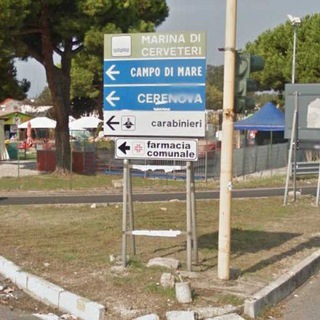 MARINA DI
CERVETERI
CAMPO DI MARE
CERENOVA
carabinieri
farmacia
comunale